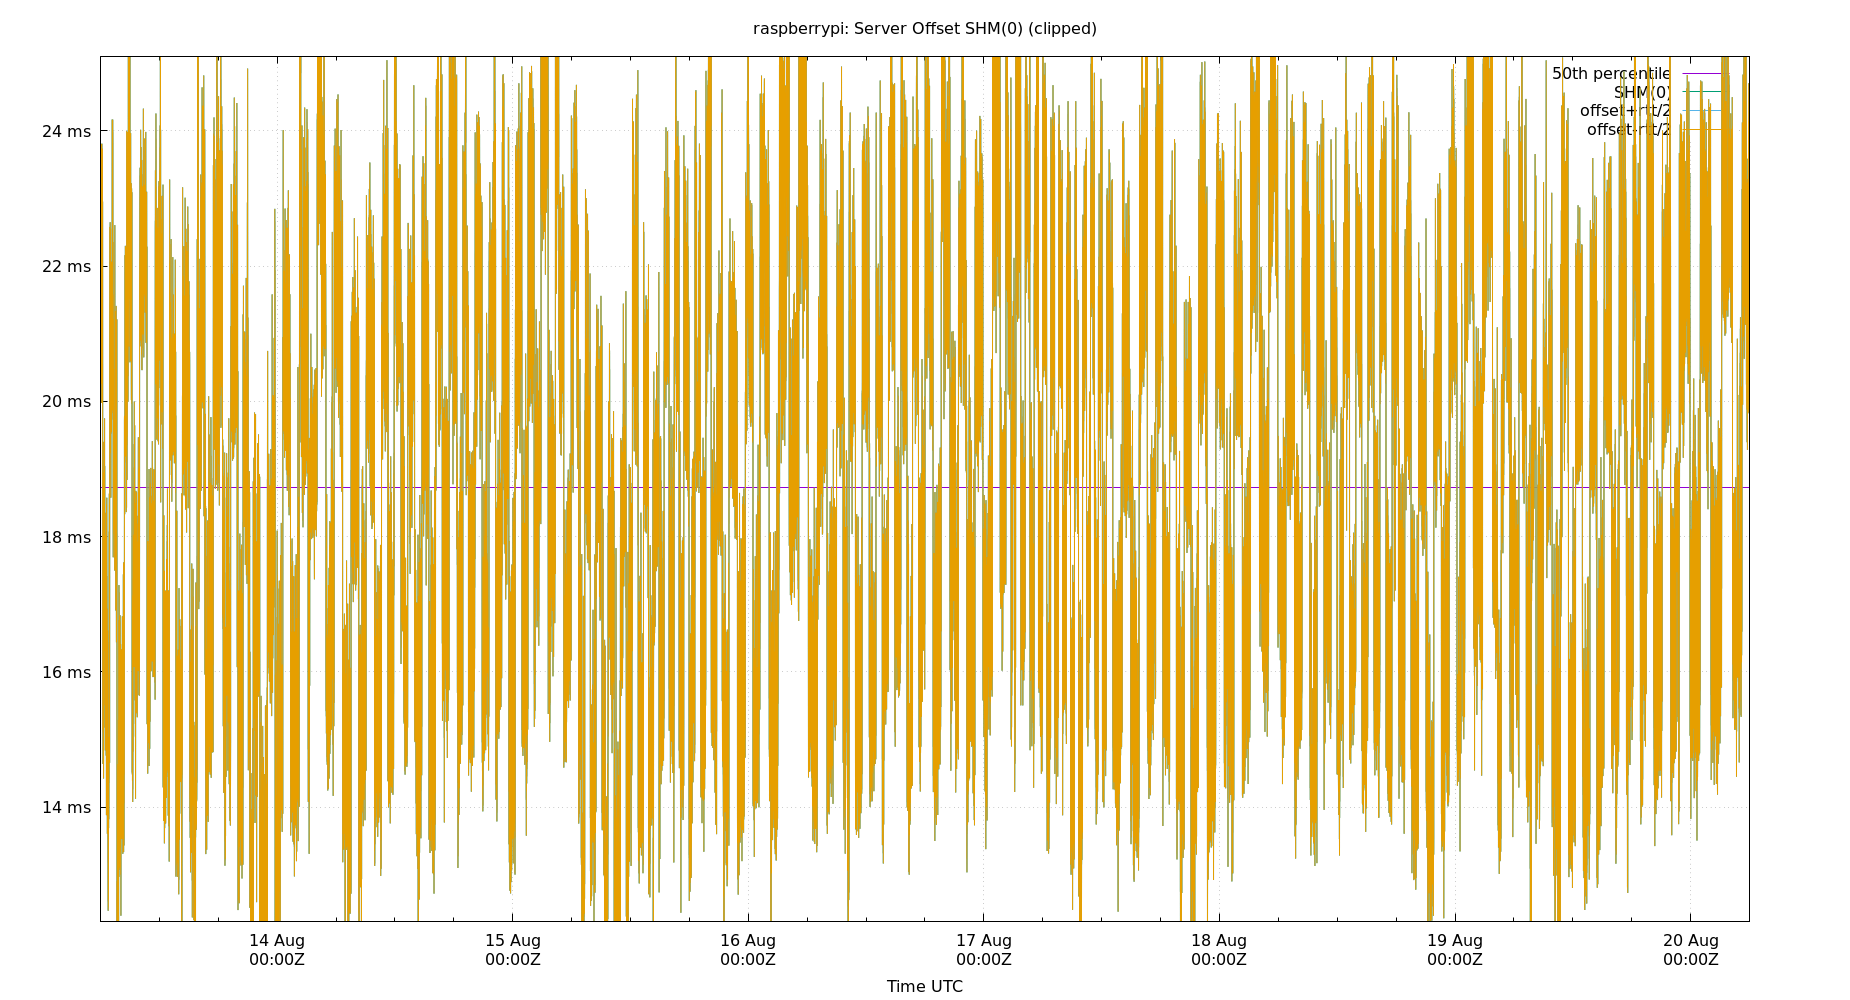 raspberrypi: Server Offset SHM(0) (clipped)
50th percentile
SHM(0)
offset+rtt/2
offset-rtt/2
24 ms
22 ms
20 ms
18 ms
16 ms
14 ms
14 Aug 15 Aug 16 Aug 17 Aug 18 Aug 19 Aug 20 Aug
00:00Z 00:00Z 00:00Z 00:00Z 00:00Z 00:00Z 00:00Z
Time UTC